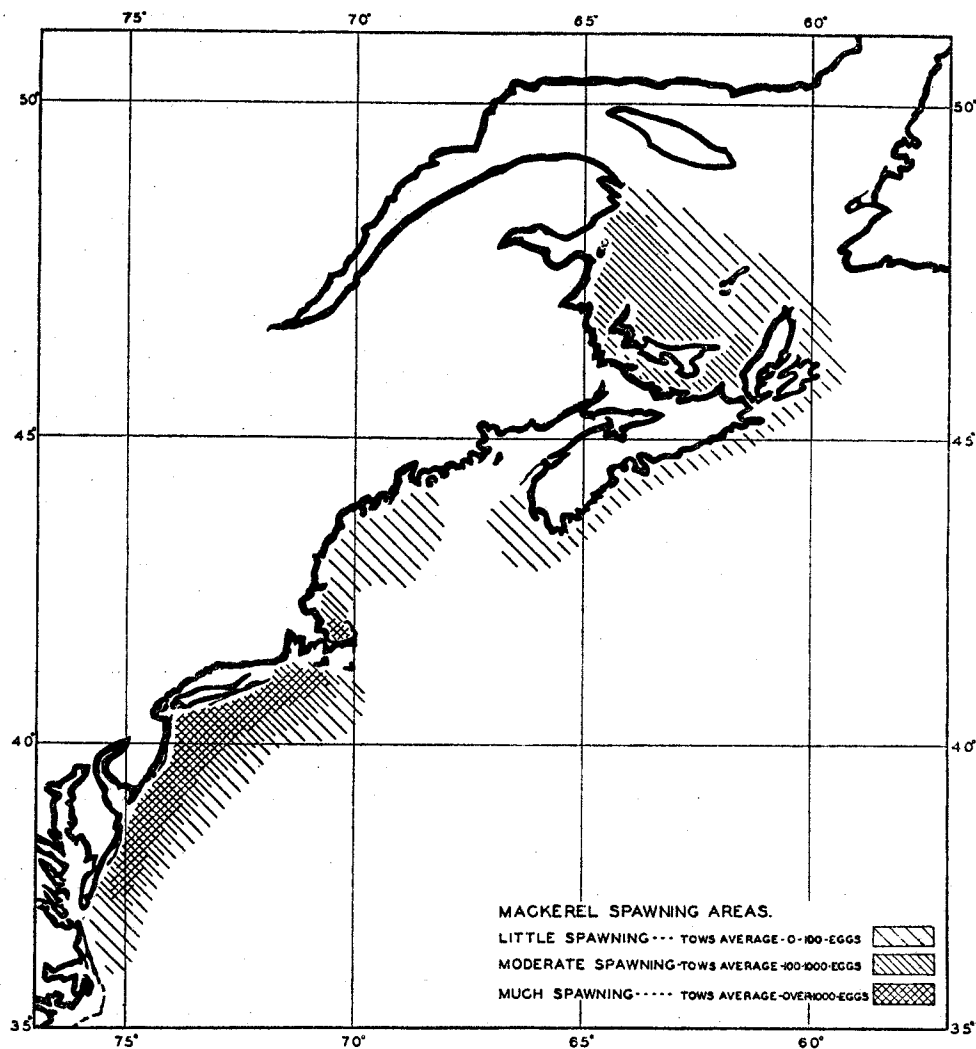 75° 70° 65° 60°
50° 50°
45° 45°
40° 40°
MACKEREL SPAWNING AREAS.
LITTLE SPAWNING --- TOWS AVERAGE-0-100-EGGS
MODERATE SPAWNING-TOWS AVERAGE-100-1000-EGGS
MUCH SPAWNING ----- TOWS AVERAGE-OVER-1000-EGGS
35° 35°
75° 70° 65° 60°